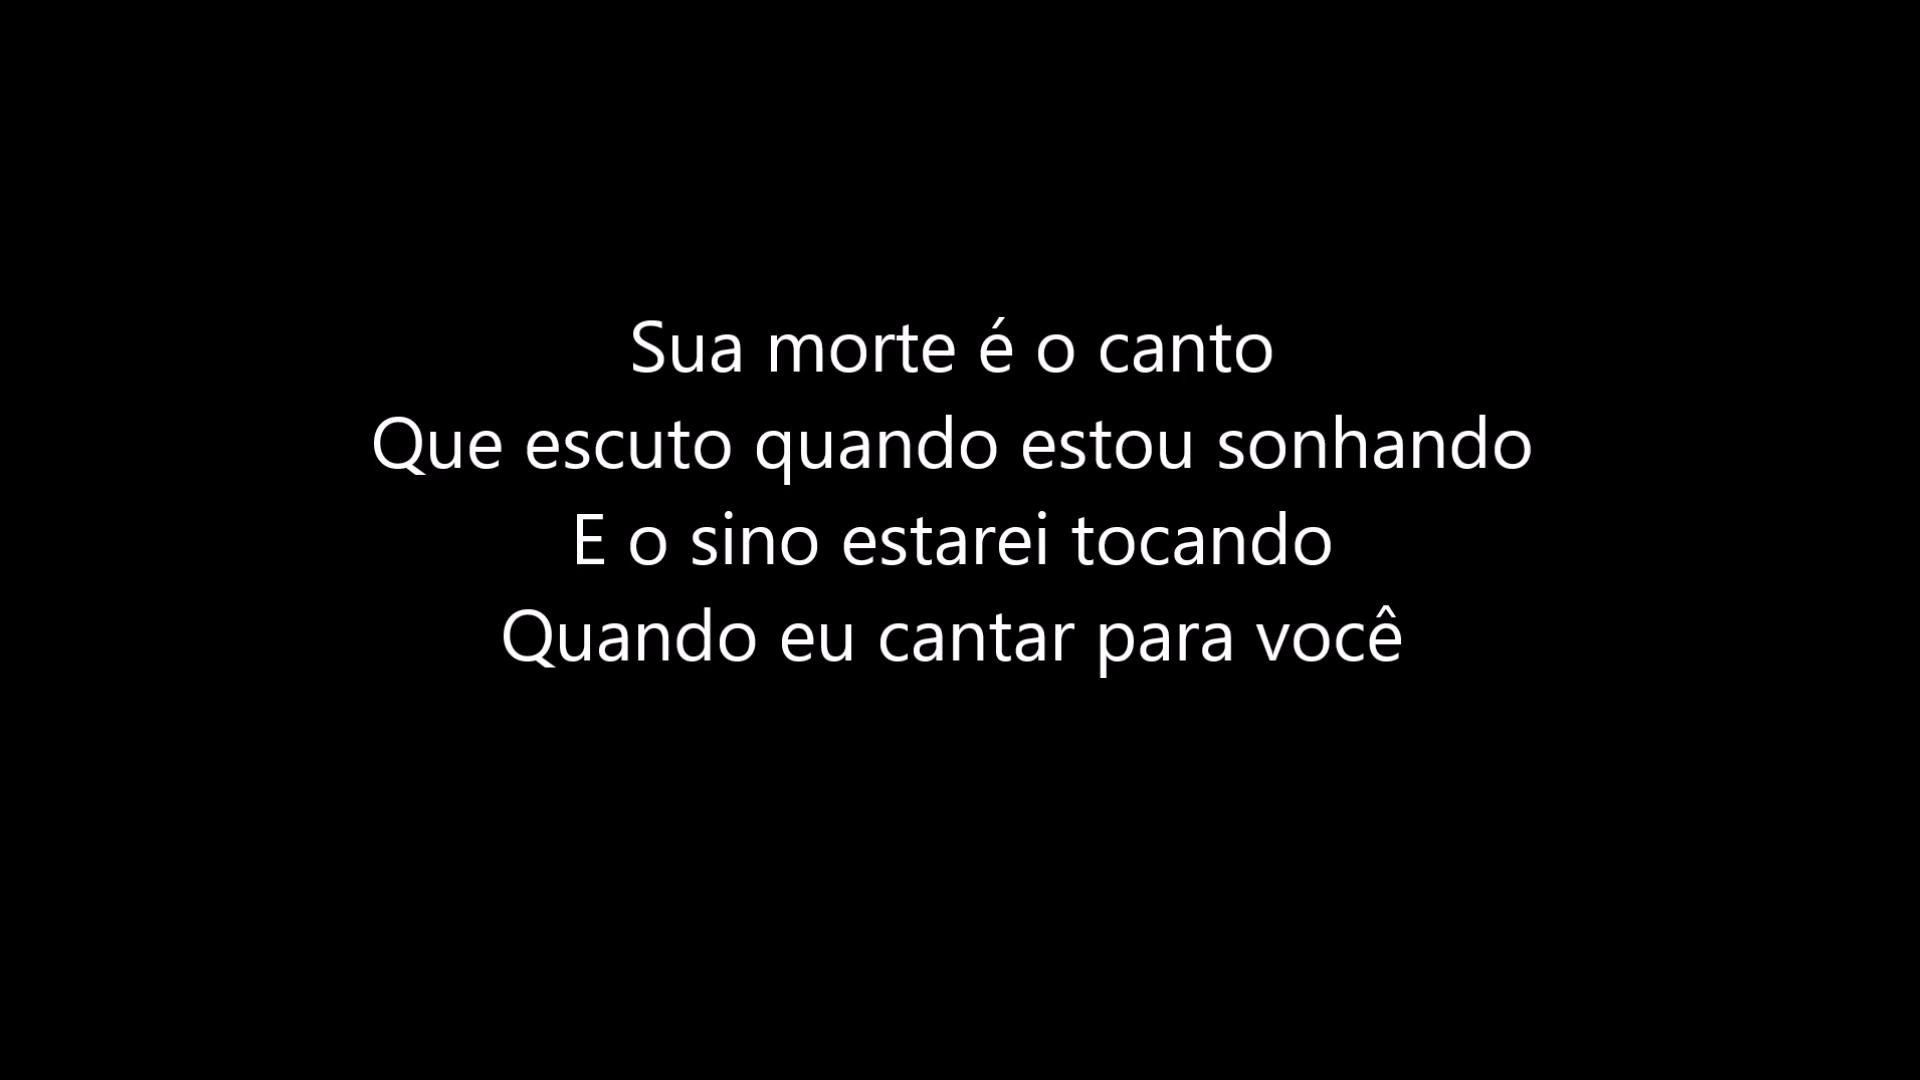 Sua morte é o canto
Que escuto quando estou sonhando
E o sino estarei tocando
Quando eu cantar para você